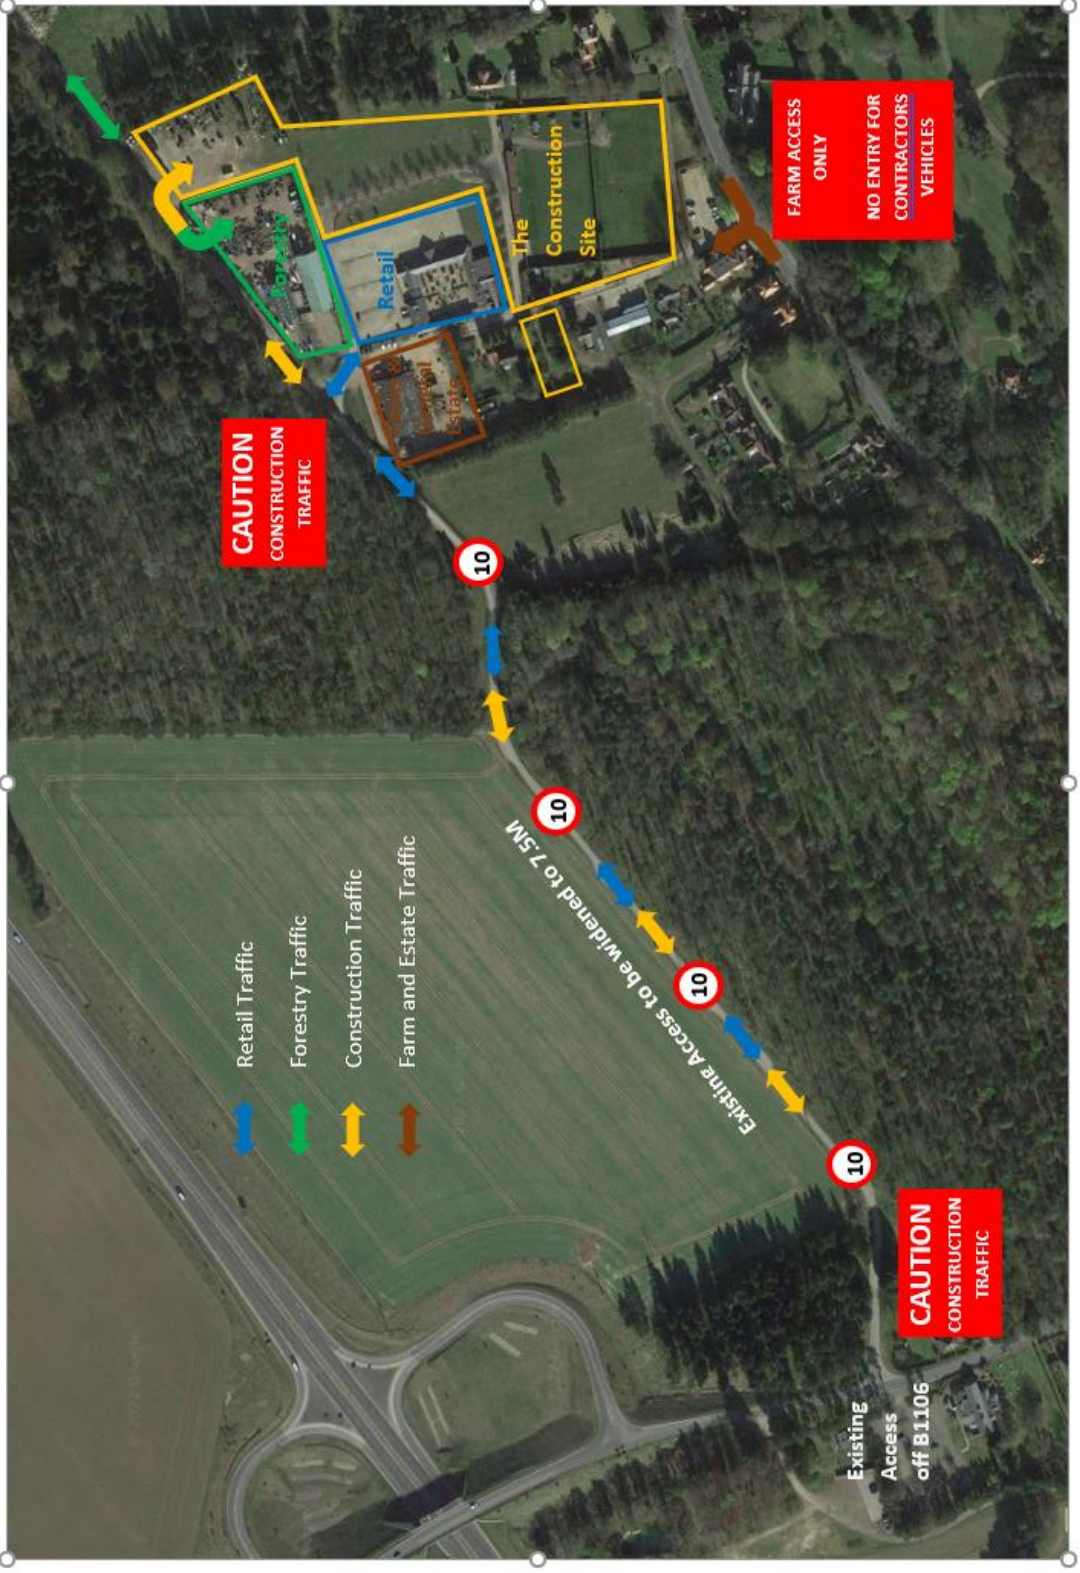 Forestry
Retail
The
Construction
Site
Estate
FARM ACCESS
ONLY
NO ENTRY FOR
CONTRACTORS
VEHICLES
CAUTION
CONSTRUCTION
TRAFFIC
10
10
10
10
Existing Access to be widened to 7.5M
Retail Traffic
Forestry Traffic
Construction Traffic
Farm and Estate Traffic
CAUTION
CONSTRUCTION
TRAFFIC
Existing
Access
off B1106